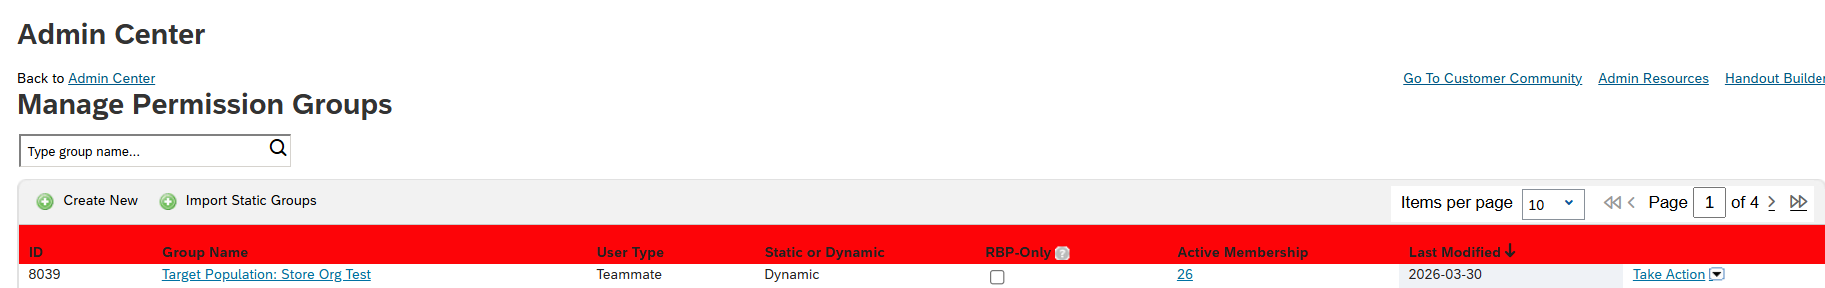 Admin Center
Back to Admin Center
Go To Customer Community Admin Resources Handout Builder
Manage Permission Groups
Type group name...
Create New Import Static Groups Items per page 10 Page 1 of 4
ID Group Name User Type Static or Dynamic RBP-Only ? Active Membership Last Modified
8039 Target Population: Store Org Test Teammate Dynamic 26 2026-03-30 Take Action